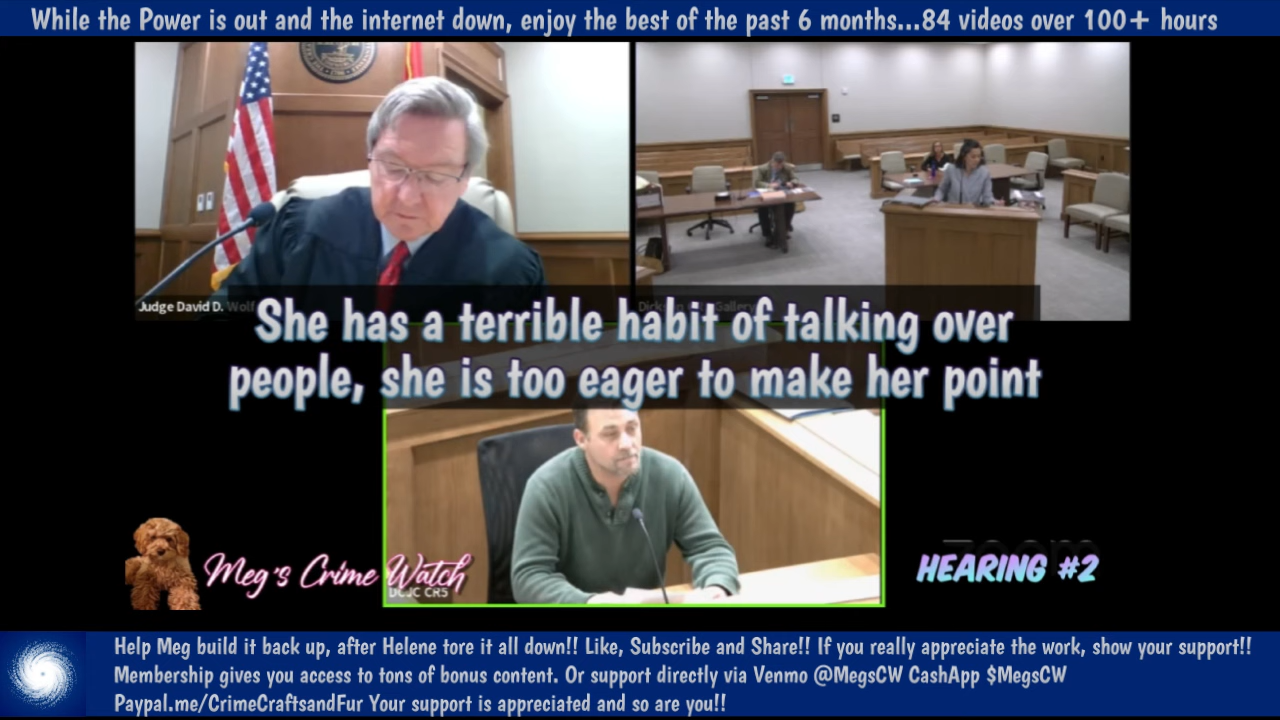 While the Power is out and the internet down, enjoy the best of the past 6 months...84 videos over 100+ hours
Judge David D. Wolf
Gallery
She has a terrible habit of talking over
people, she is too eager to make her point
Meg's Crime Watch
DCJC CR5
HEARING #2
Help Meg build it back up, after Helene tore it all down!! Like, Subscribe and Share!! If you really appreciate the work, show your support!!
Membership gives you access to tons of bonus content. Or support directly via Venmo @MegsCW CashApp $MegsCW
Paypal.me/CrimeCraftsandFur Your support is appreciated and so are you!!